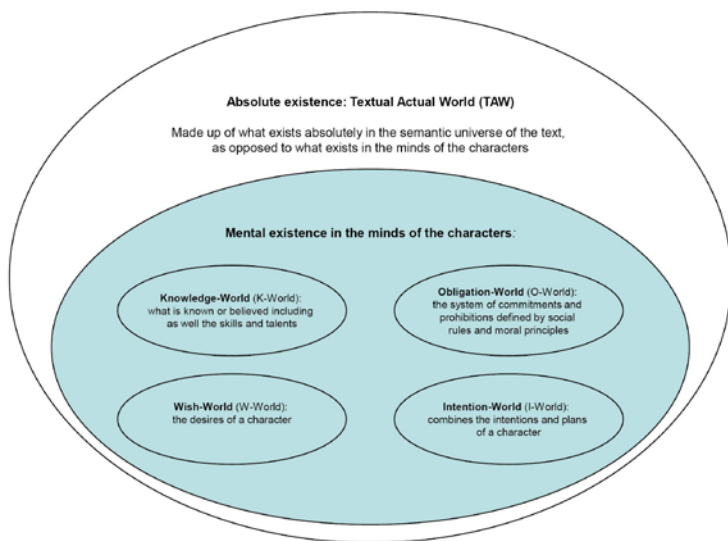 Absolute existence: Textual Actual World (TAW)
Made up of what exists absolutely in the semantic universe of the text,
as opposed to what exists in the minds of the characters
Mental existence in the minds of the characters:
Knowledge-World (K-World):
what is known or believed including
as well the skills and talents
Obligation-World (O-World):
the system of commitments and
prohibitions defined by social
rules and moral principles
Wish-World (W-World):
the desires of a character
Intention-World (I-World):
combines the intentions and plans
of a character